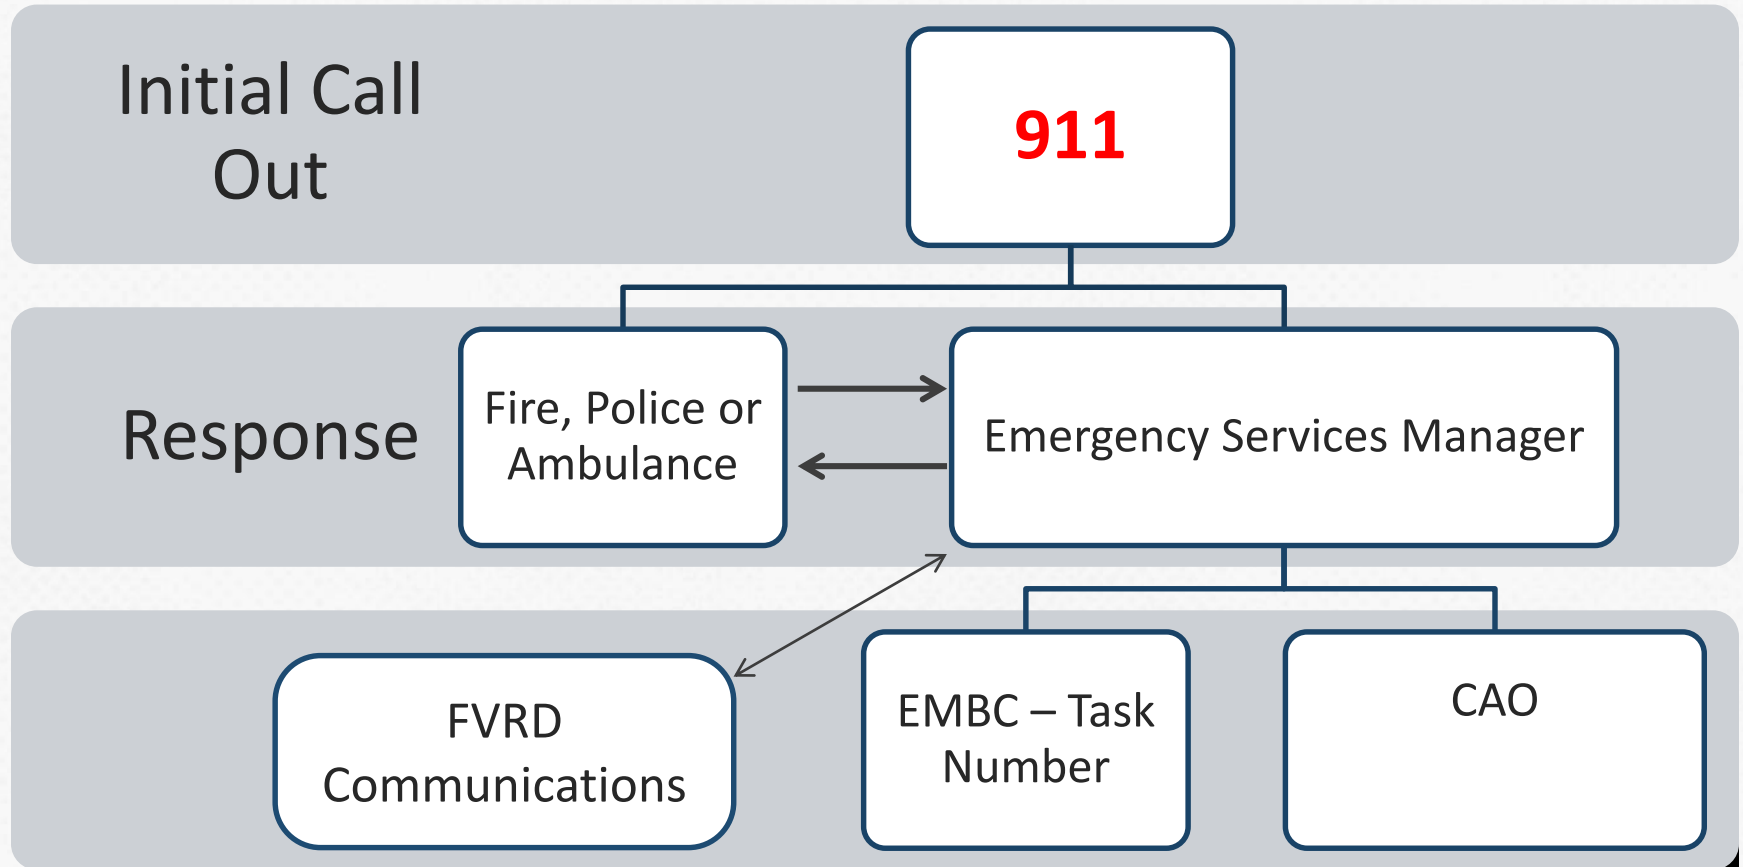 Initial Call
Out
911
Response
Fire, Police or
Ambulance
Emergency Services Manager
FVRD
Communications
EMBC – Task
Number
CAO